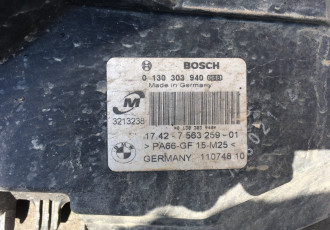 BOSCH
0 130 303 940
Made in Germany
3213238
17.42 - 7 563 259 - 01
> PA66-GF 15-M25 <
GERMANY 110748 10